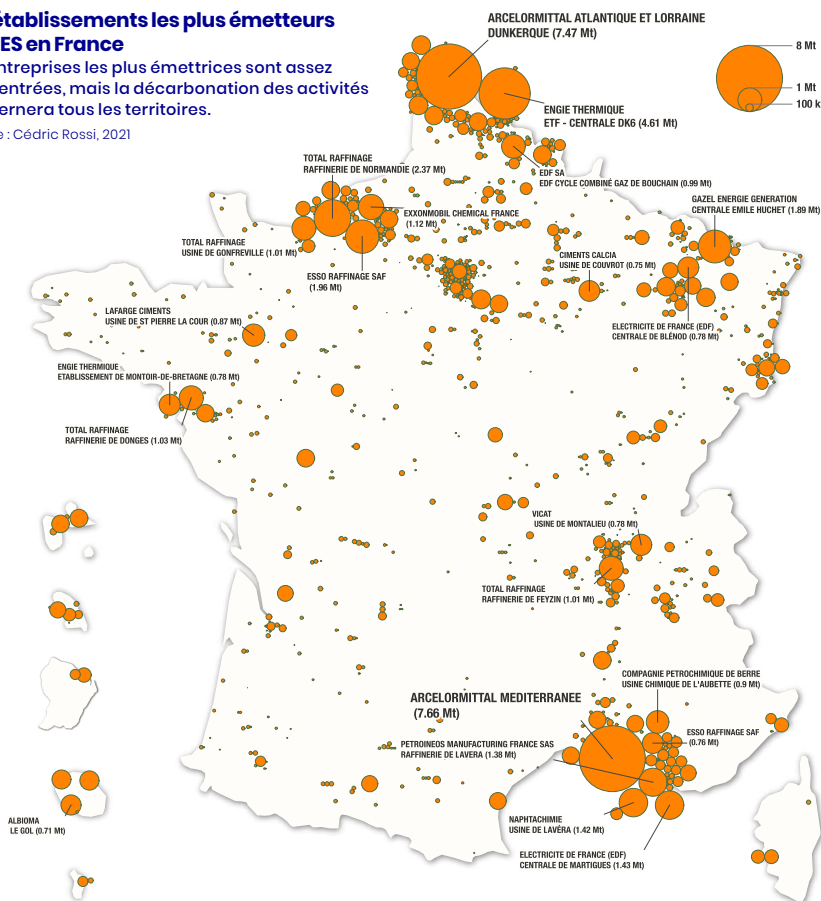 établissements les plus émetteurs
ES en France
ntreprises les plus émettrices sont assez
entrées, mais la décarbonation des activités
ernera tous les territoires.
e : Cédric Rossi, 2021
ARCELORMITTAL ATLANTIQUE ET LORRAINE
DUNKERQUE (7.47 Mt)
8 Mt
1 Mt
100 k
ENGIE THERMIQUE
ETF - CENTRALE DK6 (4.61 Mt)
TOTAL RAFFINAGE
RAFFINERIE DE NORMANDIE (2.37 Mt)
EDF SA
EDF CYCLE COMBINÉ GAZ DE BOUCHAIN (0.99 Mt)
GAZEL ENERGIE GENERATION
CENTRALE EMILE HUCHET (1.89 Mt)
EXXONMOBIL CHEMICAL FRANCE
(1.12 Mt)
TOTAL RAFFINAGE
USINE DE GONFREVILLE (1.01 Mt)
CIMENTS CALCIA
USINE DE COUVROT (0.75 Mt)
ESSO RAFFINAGE SAF
(1.96 Mt)
LAFARGE CIMENTS
USINE DE ST PIERRE LA COUR (0.87 Mt)
ELECTRICITE DE FRANCE (EDF)
CENTRALE DE BLÉNOD (0.78 Mt)
ENGIE THERMIQUE
ETABLISSEMENT DE MONTOIR-DE-BRETAGNE (0.78 Mt)
TOTAL RAFFINAGE
RAFFINERIE DE DONGES (1.03 Mt)
VICAT
USINE DE MONTALIEU (0.78 Mt)
TOTAL RAFFINAGE
RAFFINERIE DE FEYZIN (1.01 Mt)
COMPAGNIE PETROCHIMIQUE DE BERRE
USINE CHIMIQUE DE L'AUBETTE (0.9 Mt)
ARCELORMITTAL MEDITERRANEE
(7.66 Mt)
ESSO RAFFINAGE SAF
(0.76 Mt)
PETROINEOS MANUFACTURING FRANCE SAS
RAFFINERIE DE LAVERA (1.38 Mt)
ALBIOMA
LE GOL (0.71 Mt)
NAPHTACHIMIE
USINE DE LAVÉRA (1.42 Mt)
ELECTRICITE DE FRANCE (EDF)
CENTRALE DE MARTIGUES (1.43 Mt)